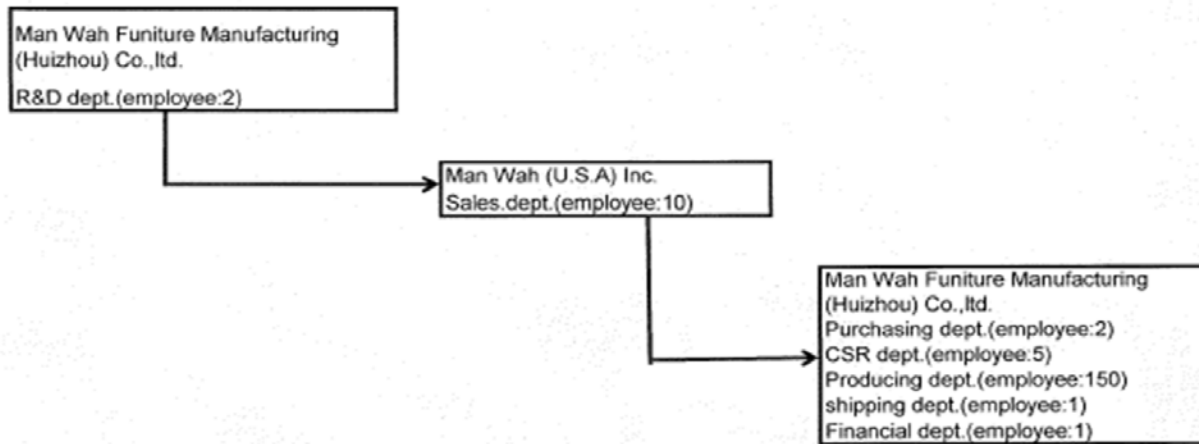 Man Wah Funiture Manufacturing
(Huizhou) Co.,ltd.
R&D dept.(employee:2)
Man Wah (U.S.A) Inc.
Sales.dept.(employee:10)
Man Wah Funiture Manufacturing
(Huizhou) Co.,ltd.
Purchasing dept.(employee:2)
CSR dept.(employee:5)
Producing dept.(employee:150)
shipping dept.(employee:1)
Financial dept.(employee:1)